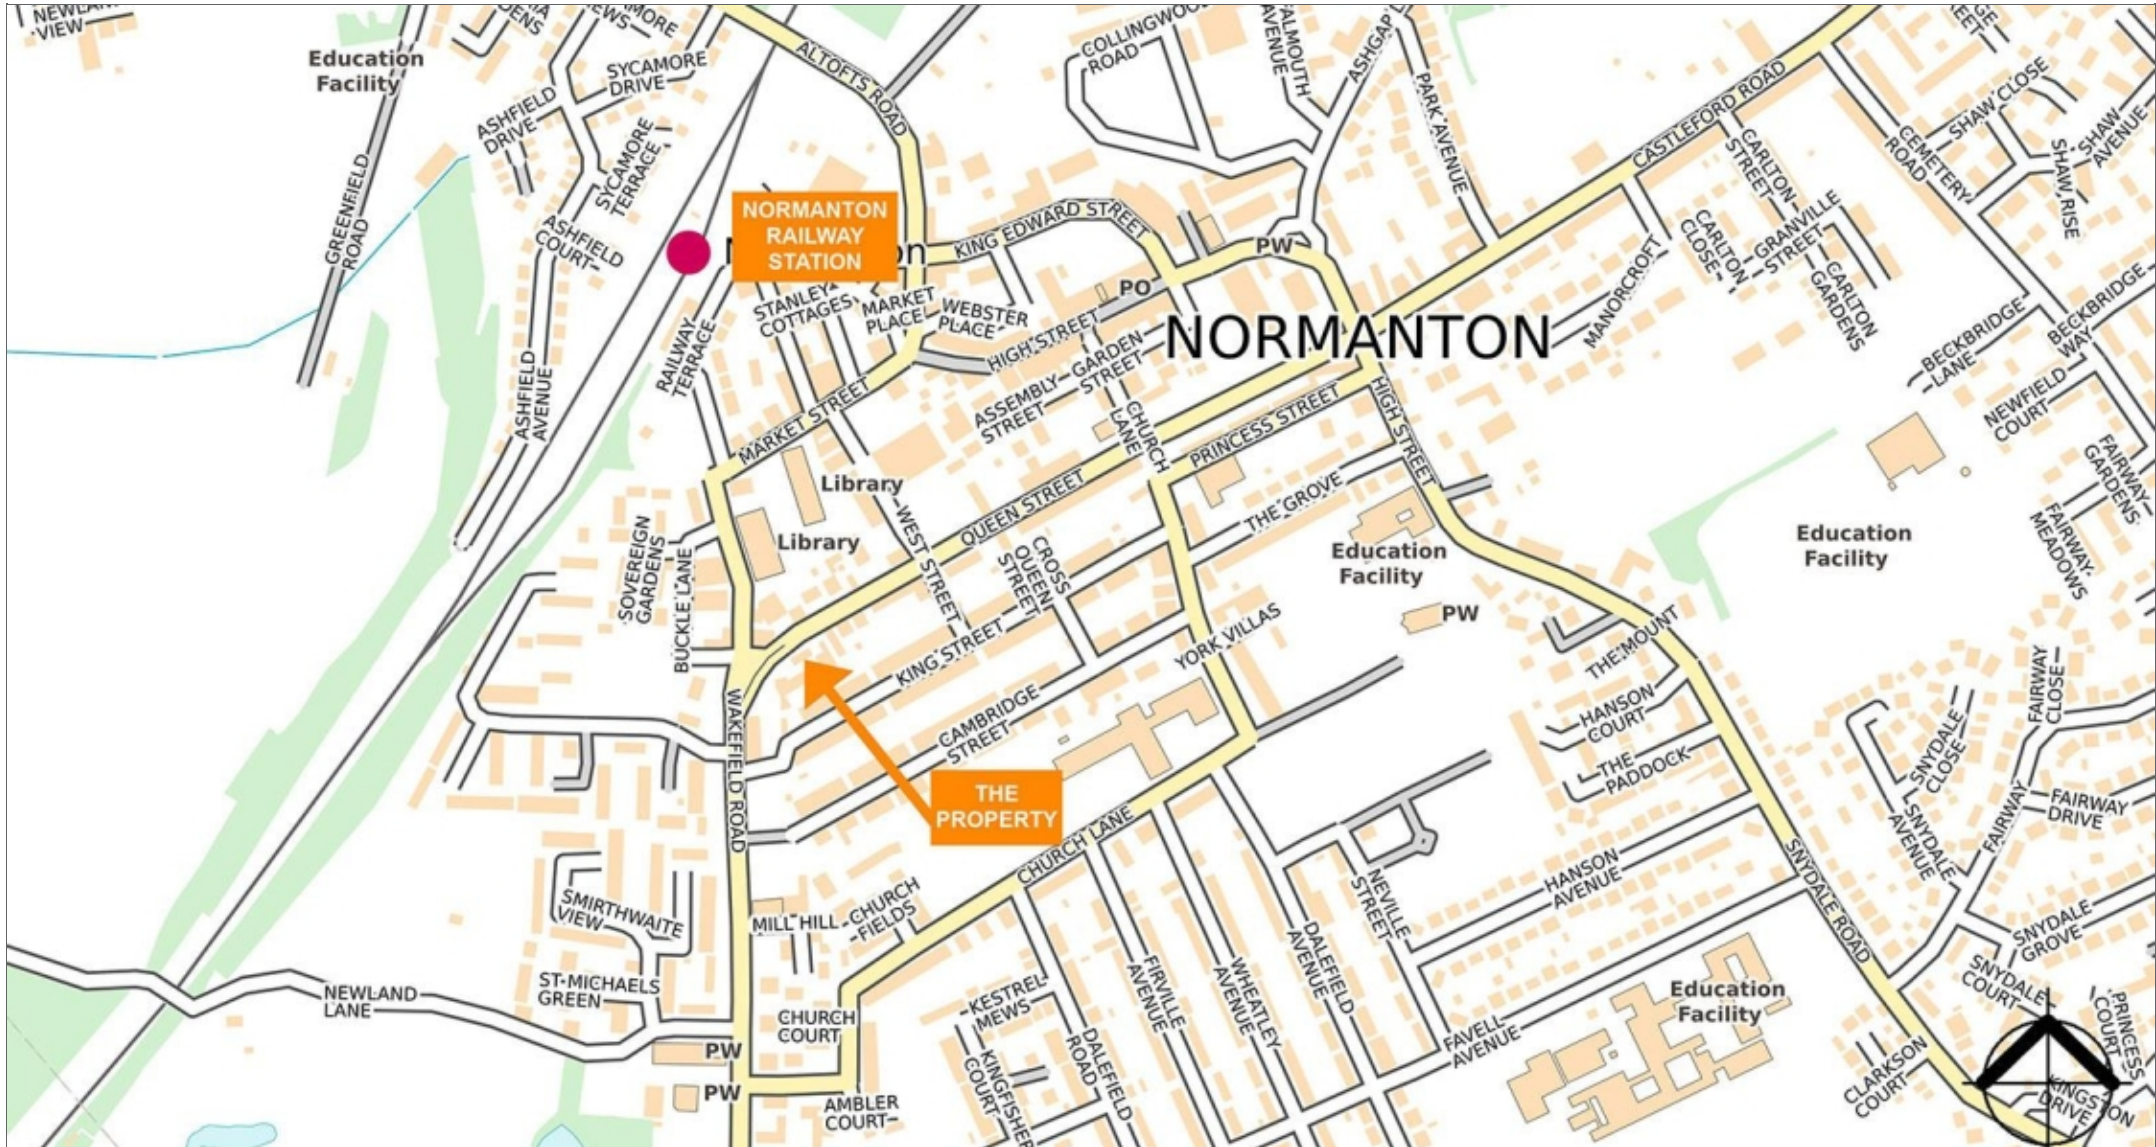 Education
Facility
SYCAMORE
DRIVE
ALTOFTS ROAD
COLLINGWOOD
ROAD
PARK AVENUE
CASTLEFORD ROAD
SHAW CLOSE
SHAW
AVENUE
SHAW RISE
CEMETERY
ROAD
CARLTON
STREET
GRANVILLE
STREET
CARLTON
CLOSE
CARLTON
GARDENS
MANORCROFT
ASHFIELD
DRIVE
SYCAMORE
TERRACE
ASHFIELD
COURT
GREENFIELD
ROAD
NORMANTON
RAILWAY
STATION
KING EDWARD STREET
PW
PO
STANLEY
COTTAGES
MARKET
PLACE
WEBSTER
PLACE
HIGH STREET
NORMANTON
BECKBRIDGE
LANE
BECKBRIDGE
WAY
NEWFIELD
COURT
RAILWAY
TERRACE
ASHFIELD
AVENUE
MARKET STREET
ASSEMBLY
STREET
GARDEN
STREET
CHURCH
LANE
PRINCESS STREET
HIGH STREET
FAIRWAY
GARDENS
FAIRWAY
MEADOWS
Library
Library
WEST STREET
QUEEN STREET
THE GROVE
Education
Facility
Education
Facility
SOVEREIGN
GARDENS
BUCKLE LANE
CROSS
QUEEN
STREET
KING STREET
YORK VILLAS
PW
THE MOUNT
HANSON
COURT
THE
PADDOCK
WAKEFIELD ROAD
CAMBRIDGE
STREET
THE
PROPERTY
CHURCH LANE
SNYDALE
CLOSE
SNYDALE
AVENUE
FAIRWAY
CLOSE
FAIRWAY
FAIRWAY
DRIVE
SNYDALE ROAD
HANSON
AVENUE
NEVILLE
STREET
SNYDALE
GROVE
SNYDALE
COURT
SMIRTHWAITE
VIEW
MILL HILL
CHURCH
FIELDS
ST-MICHAELS
GREEN
NEWLAND
LANE
CHURCH
COURT
KESTREL
MEWS
KINGFISHER
COURT
FIRVILLE
AVENUE
WHEATLEY
AVENUE
DALEFIELD
AVENUE
DALEFIELD
ROAD
FAVELL
AVENUE
Education
Facility
PW
PW
AMBLER
COURT
CLARKSON
COURT
PRINCESS
COURT
KINGSTON
DRIVE